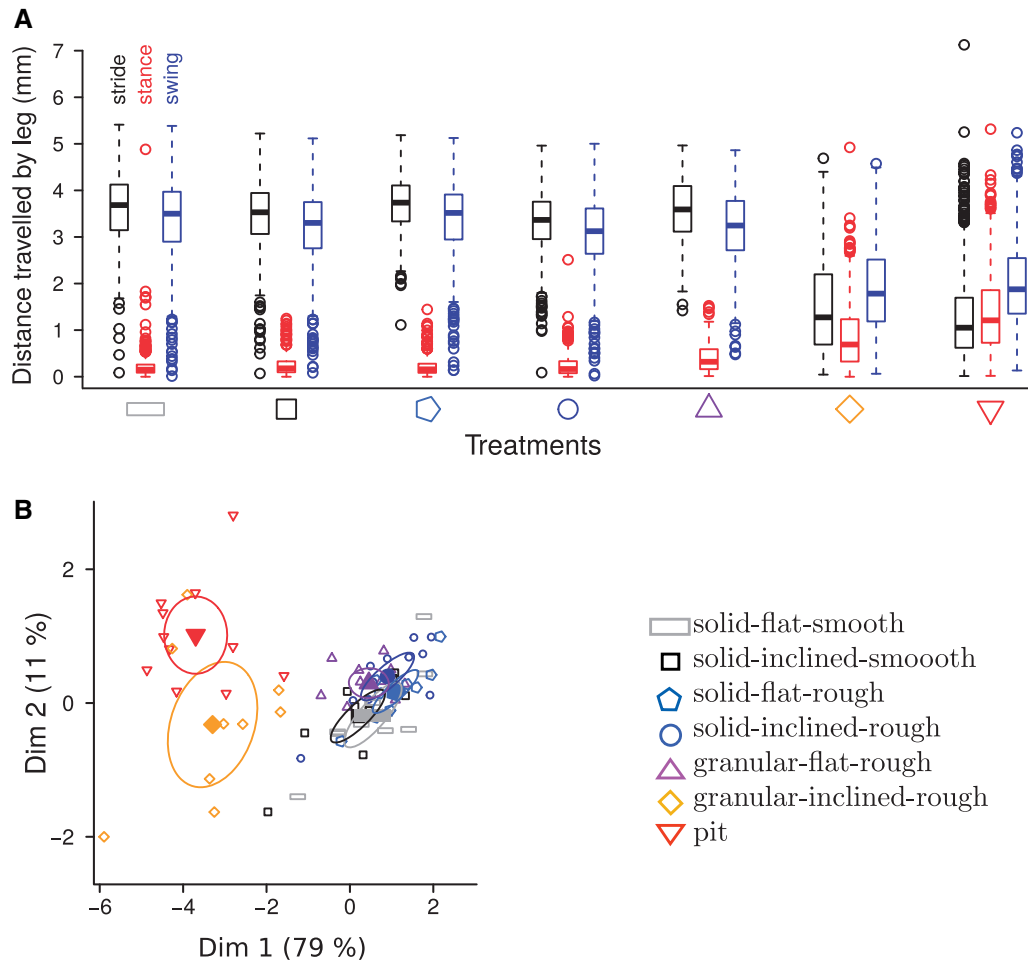 A
Distance travelled by leg (mm)
7
6
5
4
3
2
1
0
stride
stance
swing
Treatments
B
Dim 2 (11 %)
2
0
−2
−6
−4
−2
0
2
Dim 1 (79 %)
solid-flat-smooth
solid-inclined-smoooth
solid-flat-rough
solid-inclined-rough
granular-flat-rough
granular-inclined-rough
pit